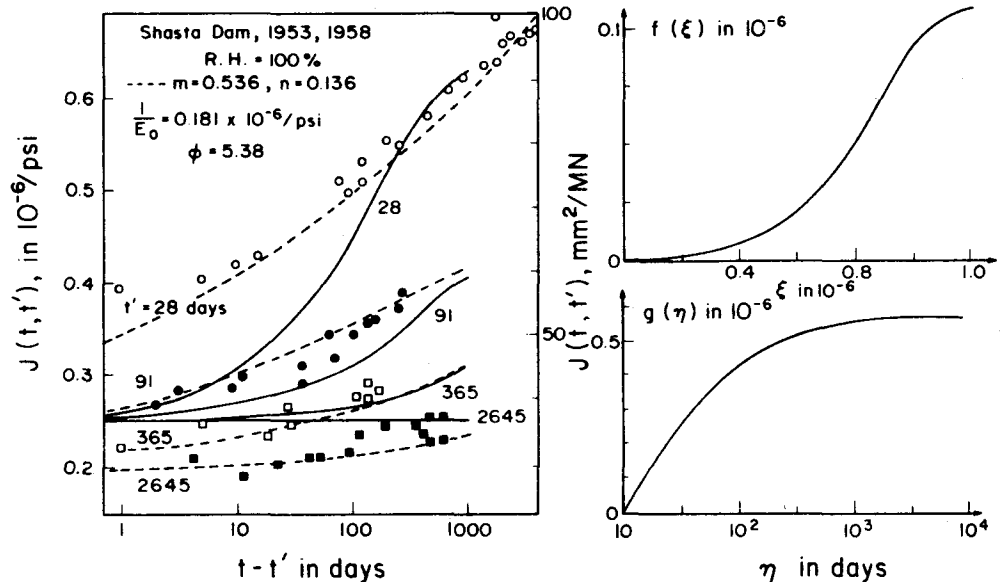 Shasta Dam, 1953, 1958
R.H. = 100%
---- m=0.536, n=0.136
1/E₀ = 0.181 x 10⁻⁶/psi
ϕ = 5.38
J(t,t'), in 10⁻⁶/psi
0.6
0.5
0.4
0.3
0.2
t' = 28 days
91
365
2645
28
91
365
2645
1
10
100
1000
t-t' in days
100
50
J(t,t'), mm²/MN
f(ξ) in 10⁻⁶
0.1
0
0.4
0.6
0.8
1.0
ξ in 10⁻⁶
g(η) in 10⁻⁶
0.5
0
10
10²
10³
10⁴
η in days